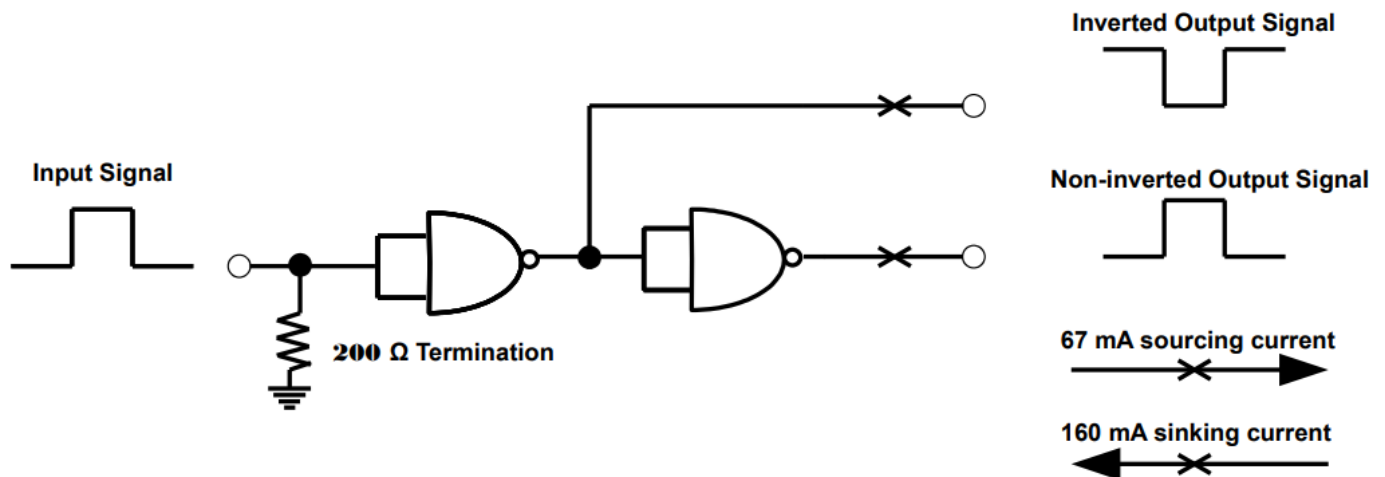 Inverted Output Signal
Input Signal
Non-inverted Output Signal
200 Ω Termination
67 mA sourcing current
160 mA sinking current